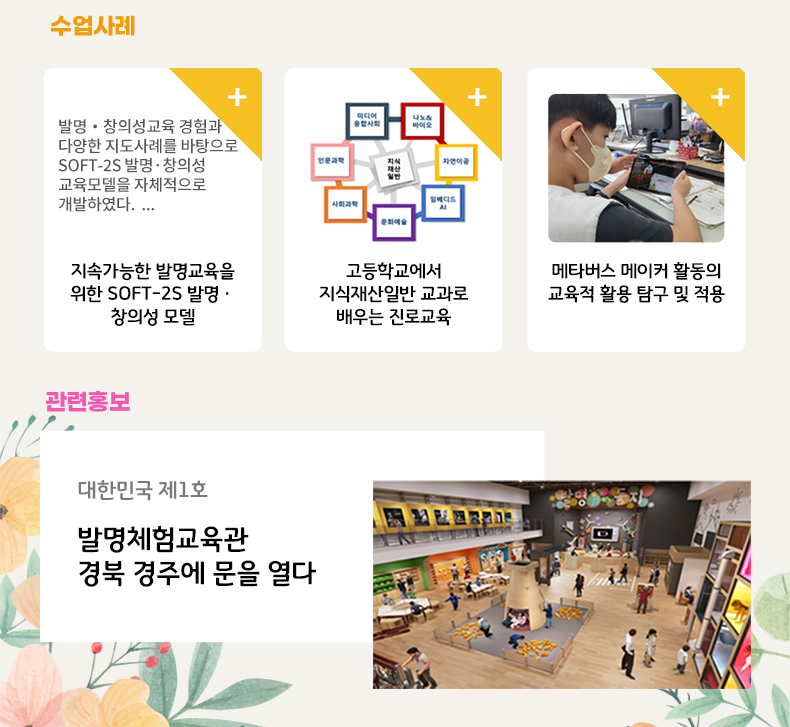 수업사례
+
발명·창의성교육 경험과
다양한 지도사례를 바탕으로
SOFT-2S 발명·창의성
교육모델을 자체적으로
개발하였다. ...
지속가능한 발명교육을
위한 SOFT-2S 발명·
창의성 모델
+
미디어
융합사회
나노&
바이오
인문과학
지식
재산
일반
자연이공
사회과학
임베디드
AI
문화예술
고등학교에서
지식재산일반 교과로
배우는 진로교육
+
메타버스 메이커 활동의
교육적 활용 탐구 및 적용
관련홍보
대한민국 제1호
발명체험교육관
경북 경주에 문을 열다